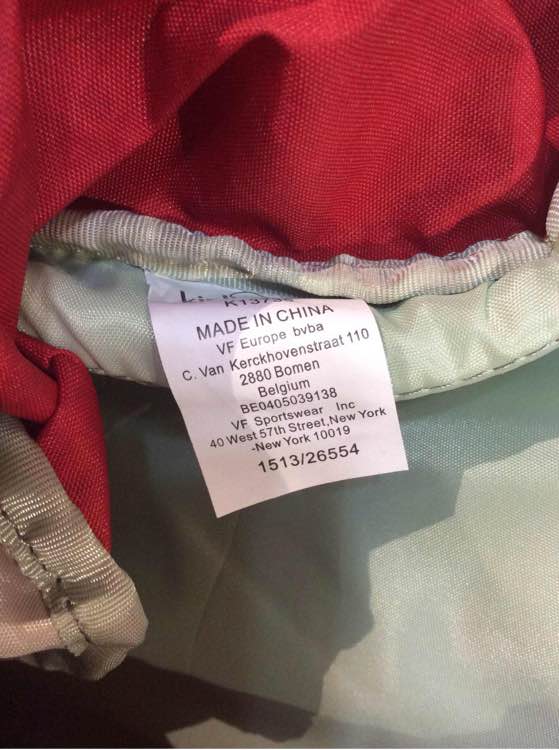 MADE IN CHINA
VF Europe bvba
C. Van Kerckhovenstraat 110
2880 Bomen
Belgium
BE0405039138
VF Sportswear Inc
40 West 57th Street,New York
-New York 10019
1513/26554